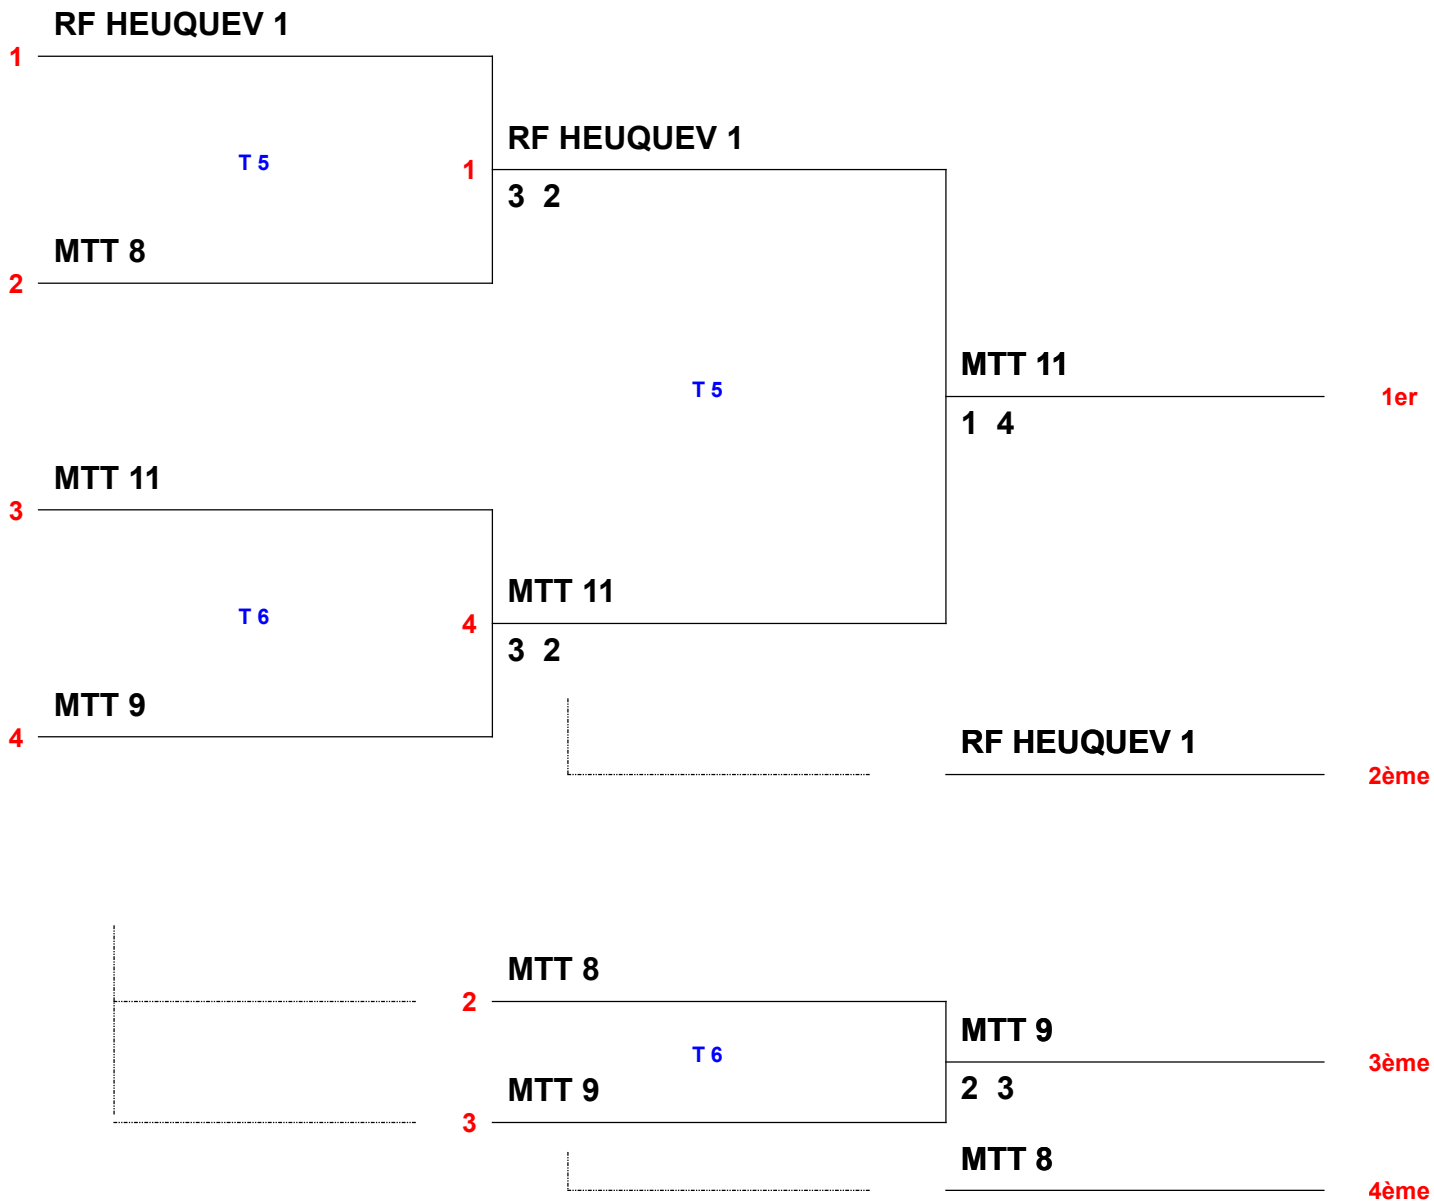 RF HEUQUEV 1
1
RF HEUQUEV 1
T 5
1
3 2
MTT 8
2
MTT 11
T 5
1er
1 4
MTT 11
3
MTT 11
T 6
4
3 2
MTT 9
4
RF HEUQUEV 1
2ème
MTT 8
2
MTT 9
T 6
3ème
MTT 9
2 3
3
MTT 8
4ème